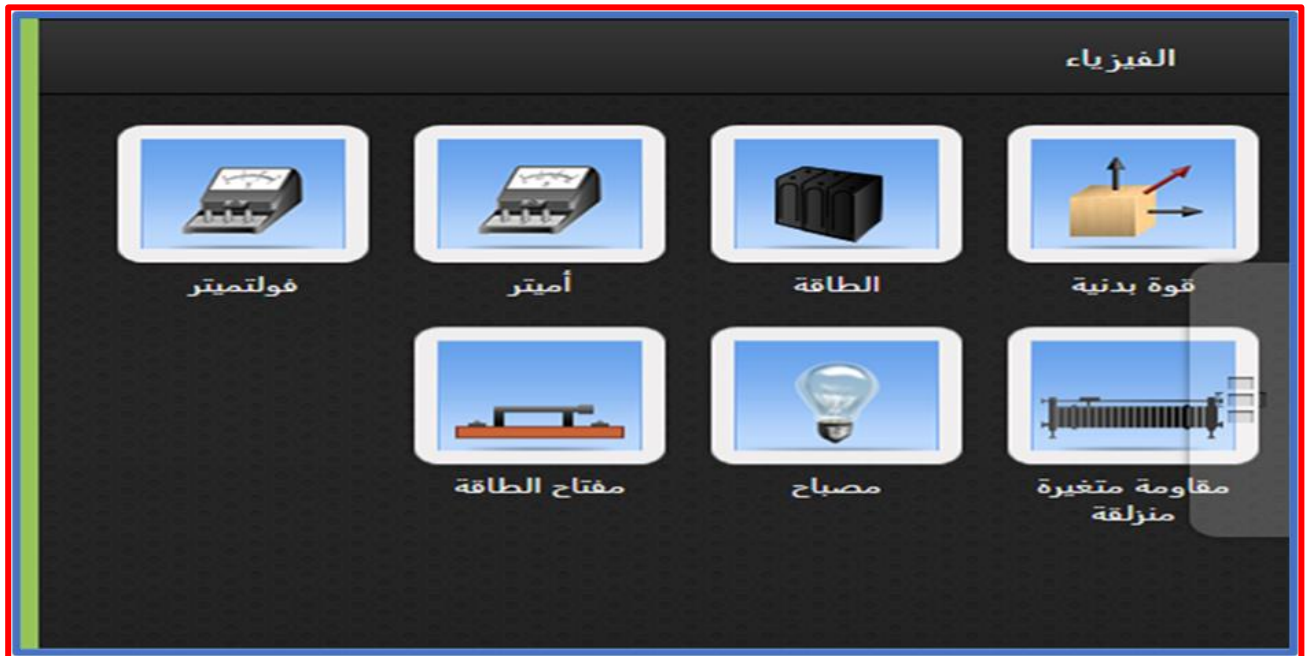 الفيزياء
قوة بدنية
الطاقة
أميتر
فولتميتر
مقاومة متغيرة
منزلقة
مصباح
مفتاح الطاقة